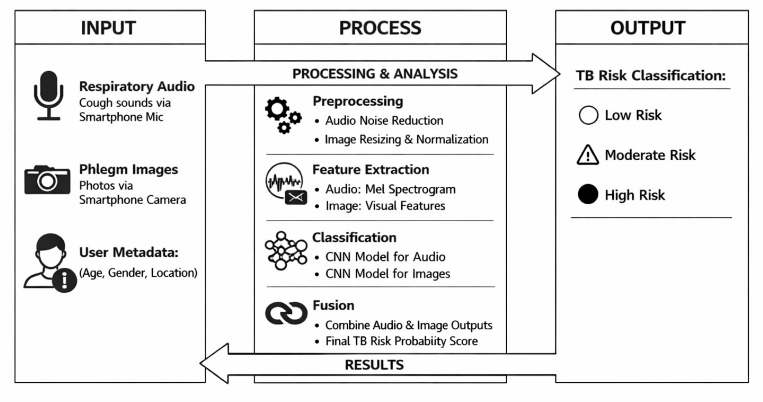 INPUT
PROCESS
OUTPUT
PROCESSING & ANALYSIS
Respiratory Audio
Cough sounds via
Smartphone Mic
Phlegm Images
Photos via
Smartphone Camera
User Metadata:
(Age, Gender, Location)
Preprocessing
• Audio Noise Reduction
• Image Resizing & Normalization
Feature Extraction
• Audio: Mel Spectrogram
• Image: Visual Features
Classification
• CNN Model for Audio
• CNN Model for Images
Fusion
• Combine Audio & Image Outputs
• Final TB Risk Probabiity Score
TB Risk Classification:
Low Risk
Moderate Risk
High Risk
RESULTS